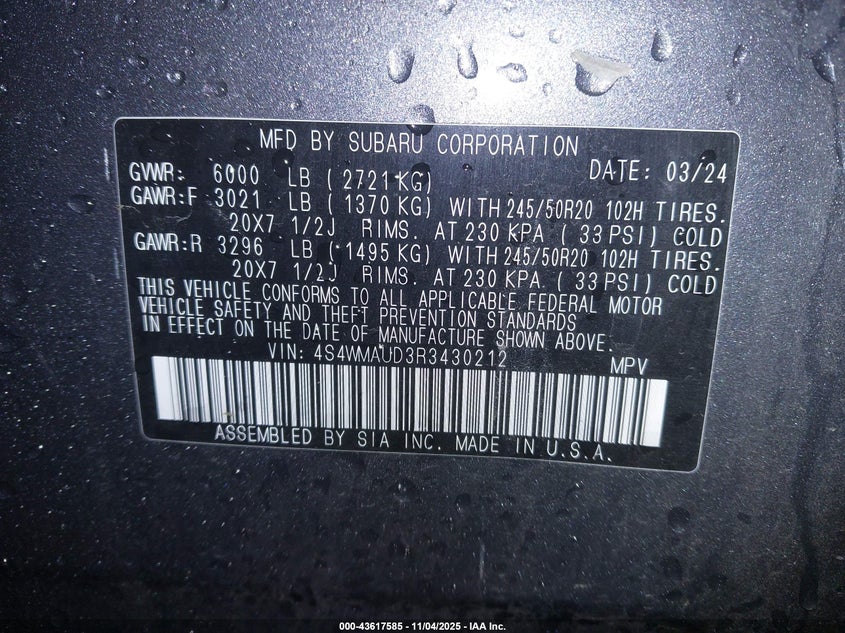 MFD BY SUBARU CORPORATION
GVWR: 6000 LB ( 2721 KG) DATE: 03/24
GAWR:F 3021 LB ( 1370 KG) WITH 245/50R20 102H TIRES.
20X7 1/2J RIMS. AT 230 KPA ( 33 PSI) COLD
GAWR:R 3296 LB ( 1495 KG) WITH 245/50R20 102H TIRES.
20X7 1/2J RIMS. AT 230 KPA ( 33 PSI) COLD
THIS VEHICLE CONFORMS TO ALL APPLICABLE FEDERAL MOTOR
VEHICLE SAFETY AND THEFT PREVENTION STANDARDS
IN EFFECT ON THE DATE OF MANUFACTURE SHOWN ABOVE.
VIN: 4S4WMAUD3R3430212 MPV
ASSEMBLED BY SIA INC. MADE IN U.S.A.
000-43617585 - 11/04/2025 - IAA Inc.